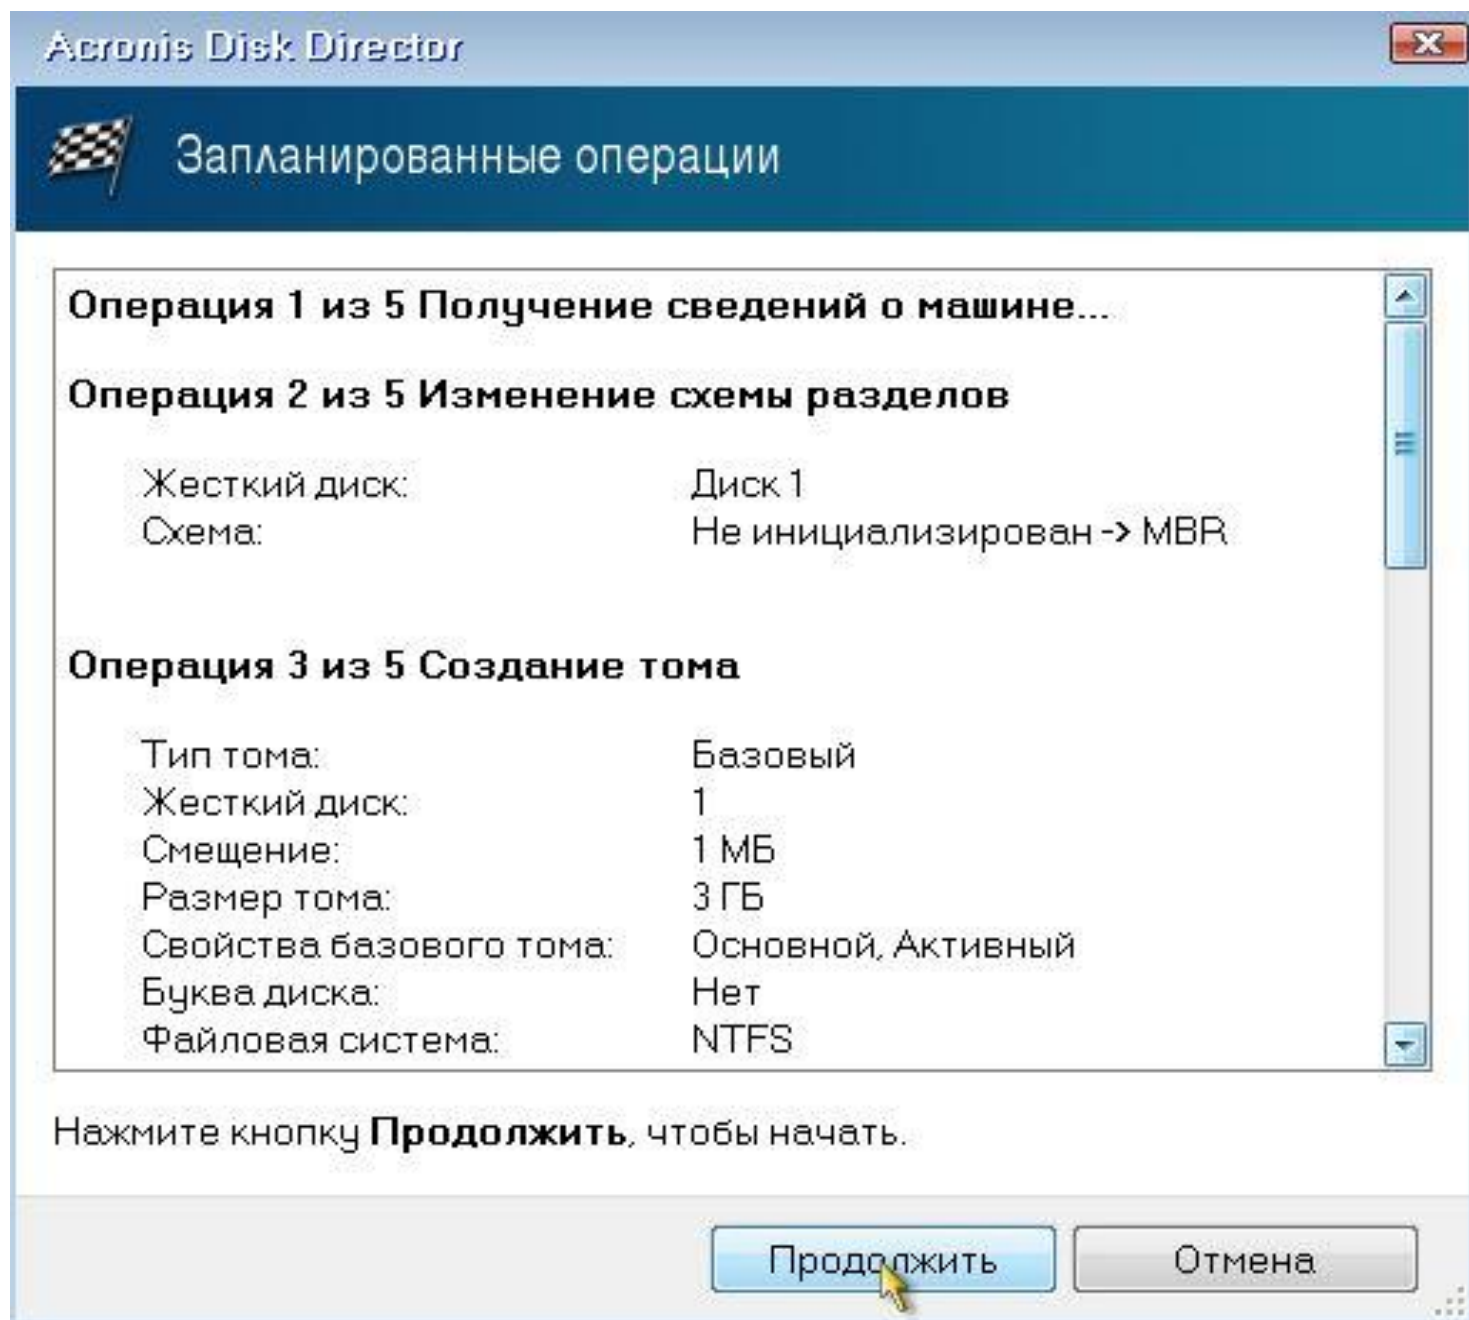 Acronis Disk Director
Запланированные операции
Операция 1 из 5 Получение сведений о машине...
Операция 2 из 5 Изменение схемы разделов
Жесткий диск: Диск 1
Схема: Не инициализирован -> MBR
Операция 3 из 5 Создание тома
Тип тома: Базовый
Жесткий диск: 1
Смещение: 1 МБ
Размер тома: 3 ГБ
Свойства базового тома: Основной, Активный
Буква диска: Нет
Файловая система: NTFS
Нажмите кнопку Продолжить, чтобы начать.
Продолжить Отмена